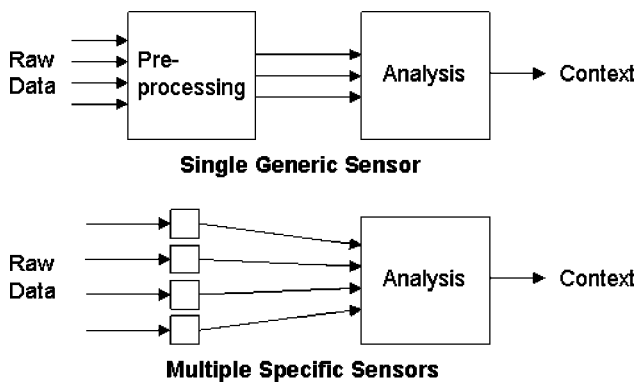 Raw
Data
Pre-
processing
Analysis
Context
Single Generic Sensor
Raw
Data
Analysis
Context
Multiple Specific Sensors